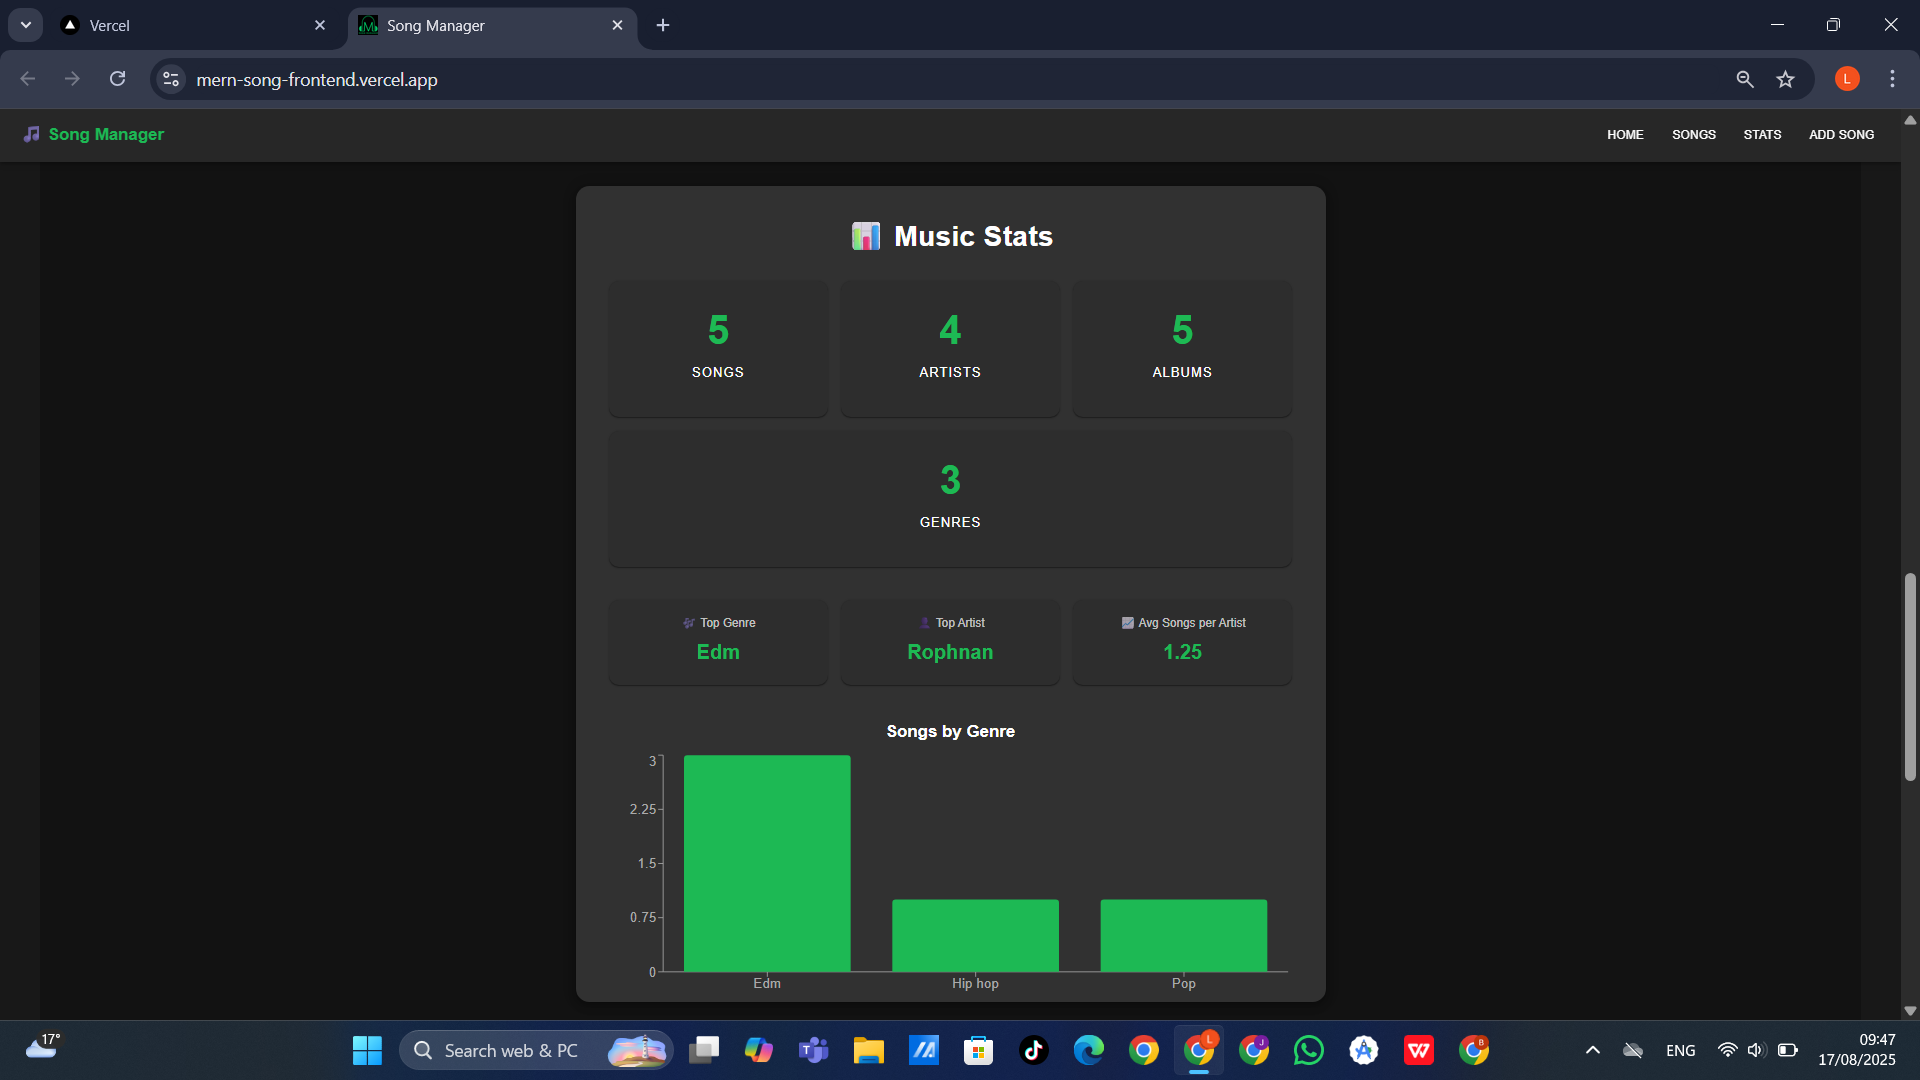 Vercel
Song Manager
mern-song-frontend.vercel.app
L
Song Manager
HOME SONGS STATS ADD SONG
Music Stats
5 4 5
SONGS ARTISTS ALBUMS
3
GENRES
Top Genre Top Artist Avg Songs per Artist
Edm Rophnan 1.25
Songs by Genre
3
2.25
1.5
0.75
0
Edm Hip hop Pop
17°
Search web & PC
L
J
B
ENG
09:47
17/08/2025